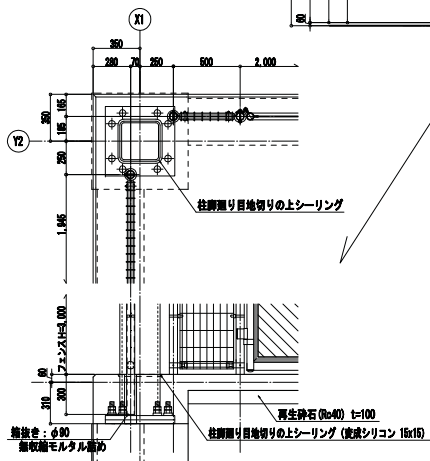 X1
60
350
280 70 250 500 2,000
350
165
185
Y2
250
1,945
柱脚廻り目地切りの上シーリング
フェンスH=3,000
60
310
300
再生砕石(Rc40) t=100
箱抜き:φ90
無収縮モルタル詰め
柱脚廻り目地切りの上シーリング (変成シリコン 15x15)